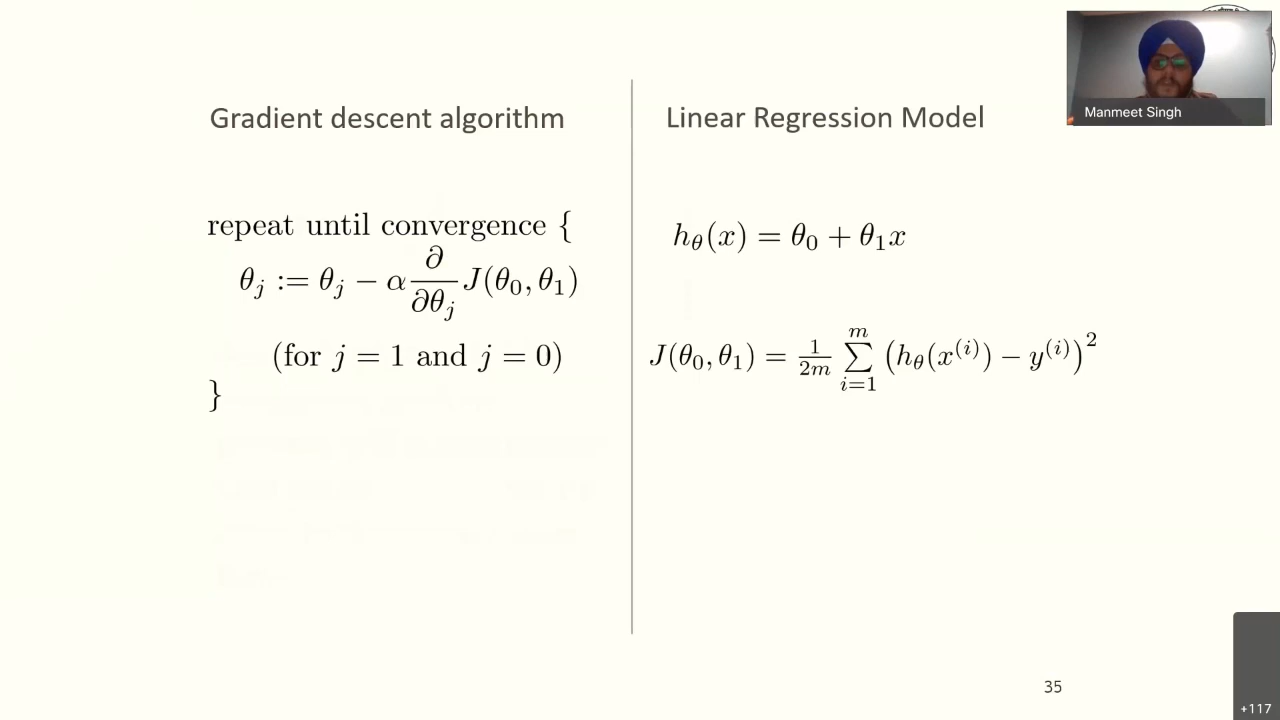 Gradient descent algorithm
repeat until convergence {
θ_j := θ_j − α ∂/∂θ_j J(θ_0, θ_1)
(for j = 1 and j = 0)
}
Linear Regression Model
h_θ(x) = θ_0 + θ_1x
J(θ_0, θ_1) = 1/2m ∑_{i=1}^{m} (h_θ(x^{(i)}) − y^{(i)})^2
Manmeet Singh
35
+117